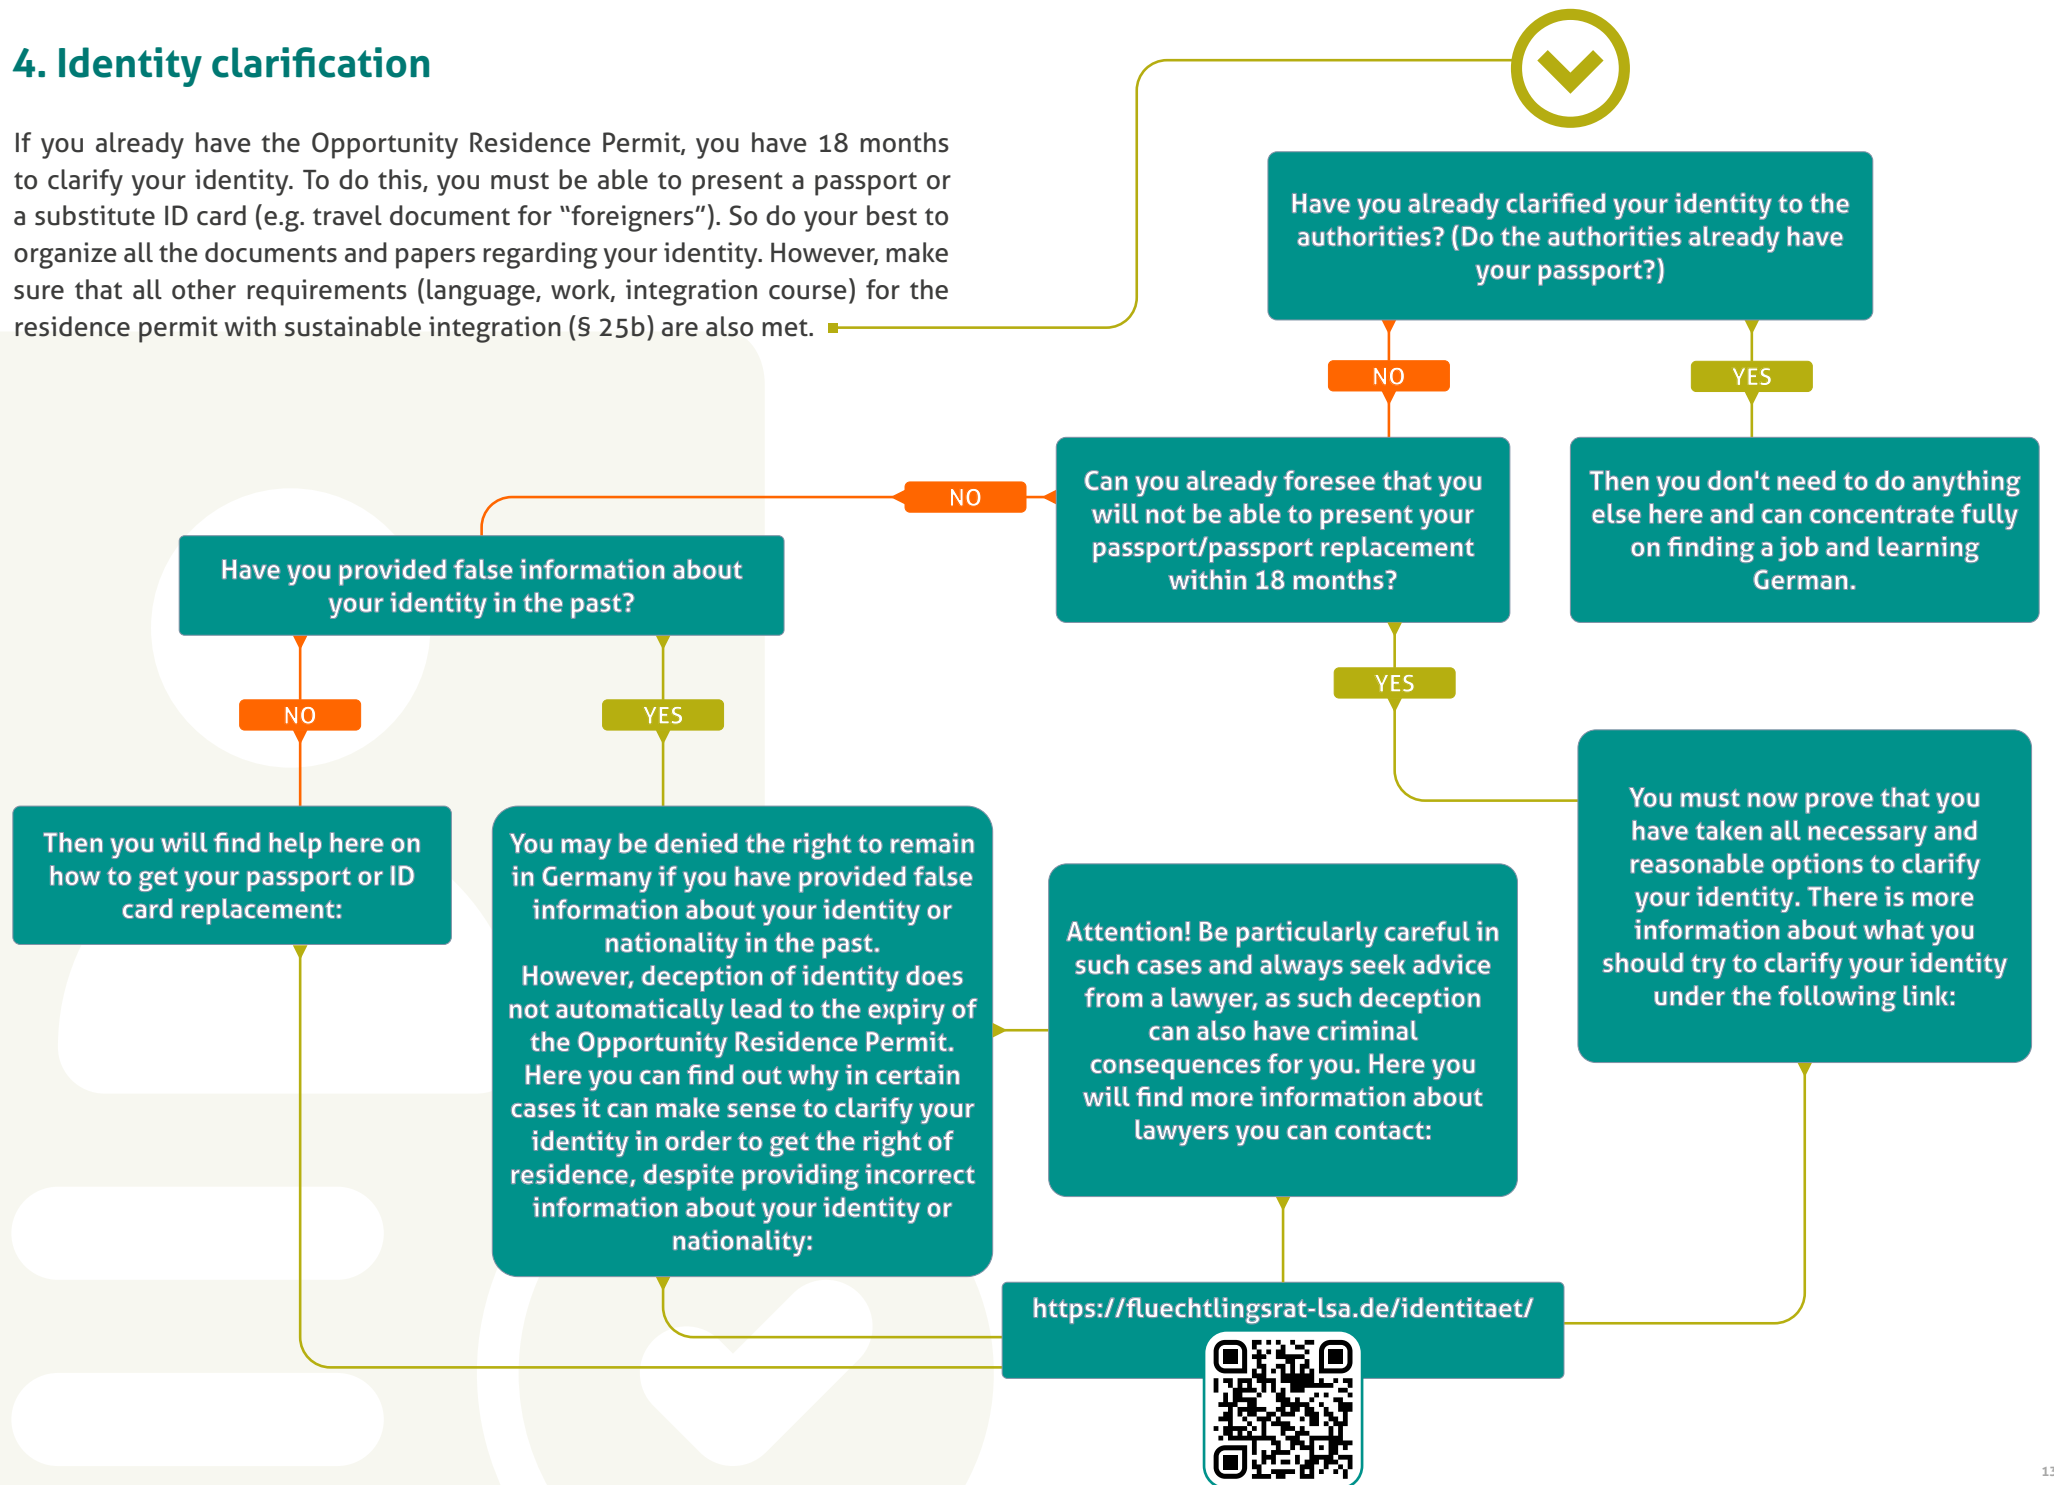 4. Identity clarification
If you already have the Opportunity Residence Permit, you have 18 months
to clarify your identity. To do this, you must be able to present a passport or
a substitute ID card (e.g. travel document for “foreigners”). So do your best to
organize all the documents and papers regarding your identity. However, make
sure that all other requirements (language, work, integration course) for the
residence permit with sustainable integration (§ 25b) are also met.
Have you already clarified your identity to the
authorities? (Do the authorities already have
your passport?)
NO
YES
Can you already foresee that you
will not be able to present your
passport/passport replacement
within 18 months?
Then you don't need to do anything
else here and can concentrate fully
on finding a job and learning
German.
NO
Have you provided false information about
your identity in the past?
YES
NO
YES
You must now prove that you
have taken all necessary and
reasonable options to clarify
your identity. There is more
information about what you
should try to clarify your identity
under the following link:
Then you will find help here on
how to get your passport or ID
card replacement:
You may be denied the right to remain
in Germany if you have provided false
information about your identity or
nationality in the past.
However, deception of identity does
not automatically lead to the expiry of
the Opportunity Residence Permit.
Here you can find out why in certain
cases it can make sense to clarify your
identity in order to get the right of
residence, despite providing incorrect
information about your identity or
nationality:
Attention! Be particularly careful in
such cases and always seek advice
from a lawyer, as such deception
can also have criminal
consequences for you. Here you
will find more information about
lawyers you can contact:
https://fluechtlingsrat-lsa.de/identitaet/
13